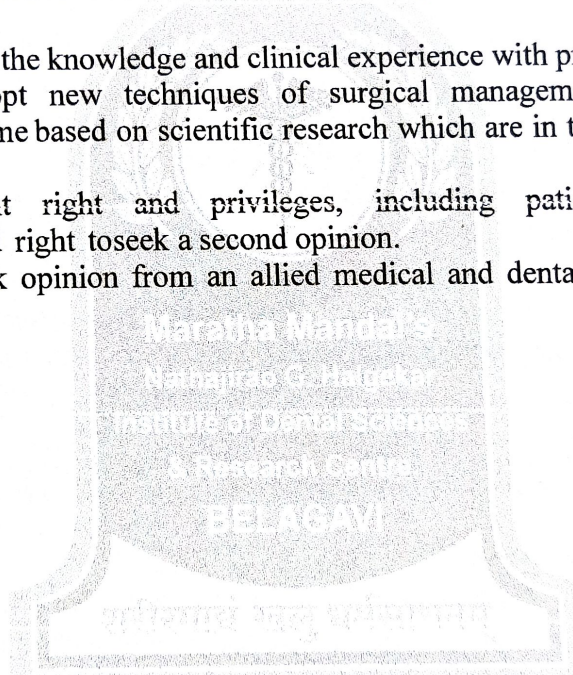 the knowledge and clinical experience with p
pt new techniques of surgical managem
me based on scientific research which are in t
t right and privileges, including pati
right toseek a second opinion.
k opinion from an allied medical and denta
Maratha Mandal's
Nathajirao G. Halgekar
Institute of Dental Sciences
& Research Centre
BELAGAVI